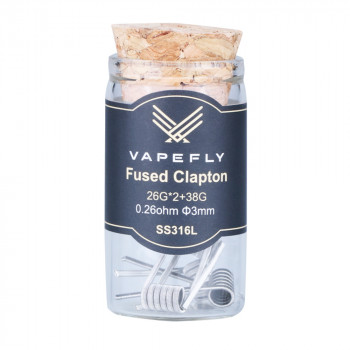 VAPEFLY
Fused Clapton
26G*2+38G
0.26ohm Φ3mm
SS316L